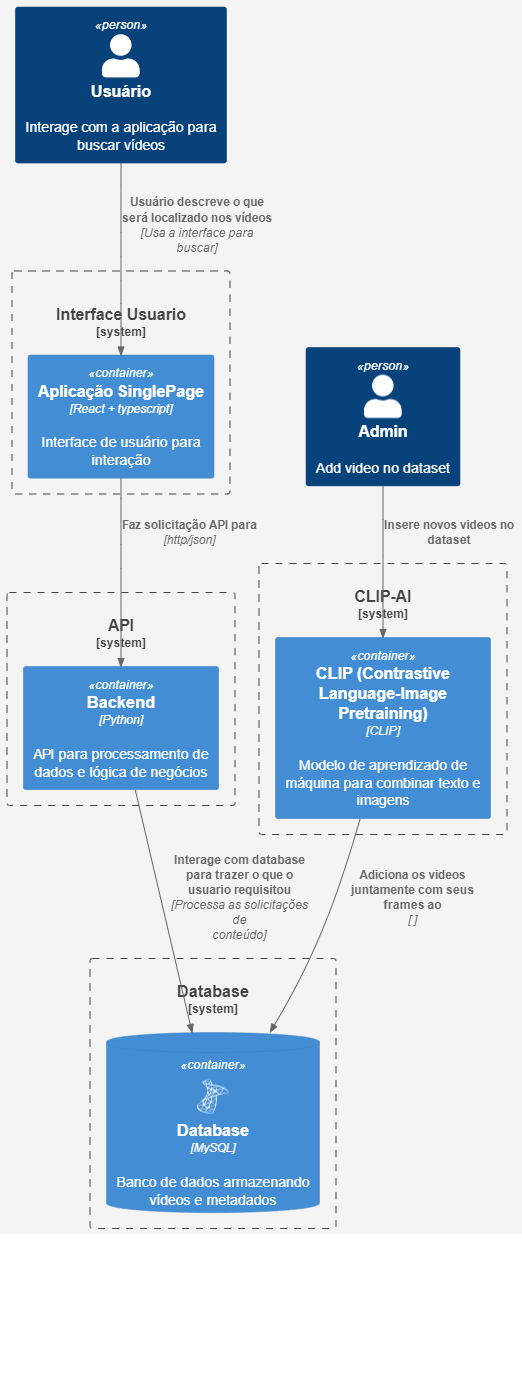 «person»
Usuário
Interage com a aplicação para
buscar vídeos
Usuário descreve o que
será localizado nos vídeos
[Usa a interface para
buscar]
Interface Usuario
[system]
«container»
Aplicação SinglePage
[React + typescript]
Interface de usuário para
interação
«person»
Admin
Add video no dataset
Faz solicitação API para
[http/json]
Insere novos videos no
dataset
API
[system]
«container»
Backend
[Python]
API para processamento de
dados e lógica de negócios
CLIP-AI
[system]
«container»
CLIP (Contrastive
Language-Image
Pretraining)
[CLIP]
Modelo de aprendizado de
máquina para combinar texto e
imagens
Interage com database
para trazer o que o
usuario requisitou
[Processa as solicitações
de
conteúdo]
Adiciona os videos
juntamente com seus
frames ao
[ ]
Database
[system]
«container»
Database
[MySQL]
Banco de dados armazenando
vídeos e metadados